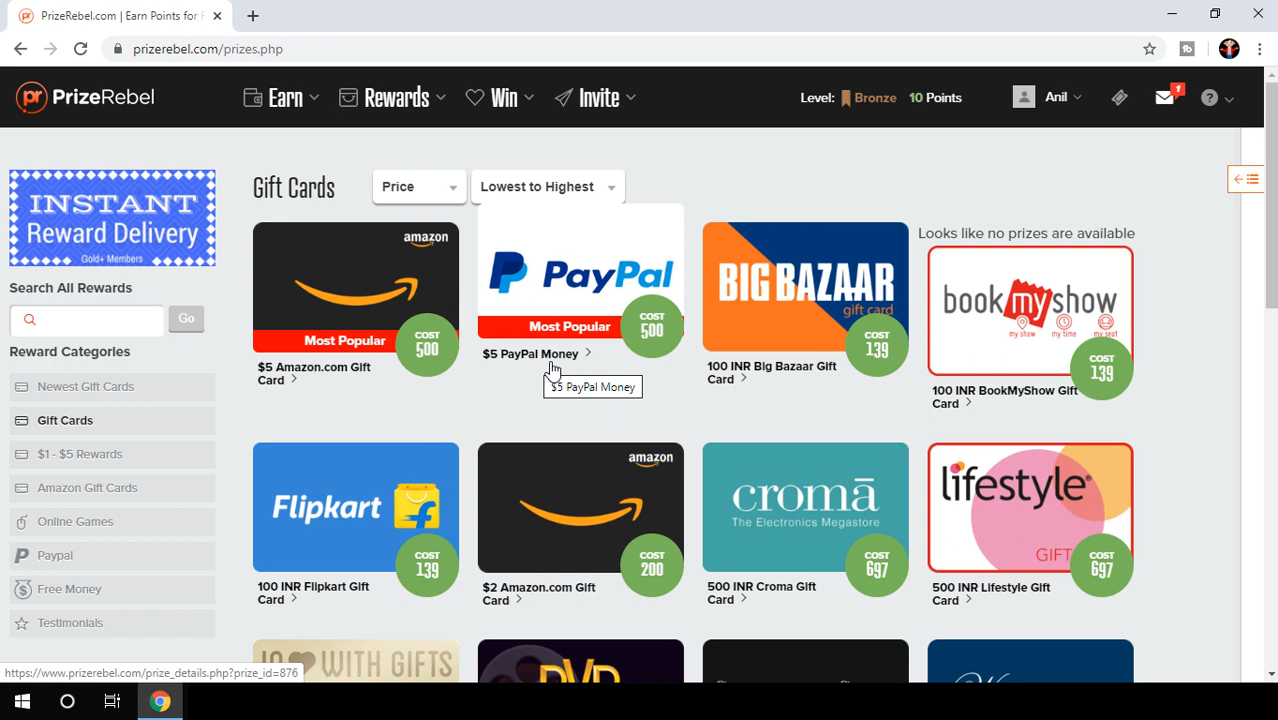 PrizeRebel.com | Earn Points for F
prizerebel.com/prizes.php
pr PrizeRebel
Earn
Rewards
Win
Invite
Level: Bronze 10 Points
Anil
1
?
INSTANT
Reward Delivery
Gold+ Members
Search All Rewards
Go
Reward Categories
Newest Gift Cards
Gift Cards
$1 - $5 Rewards
Amazon Gift Cards
Online Games
Paypal
Free Money
Testimonials
Gift Cards
Price
Lowest to Highest
amazon
Most Popular
COST
500
$5 Amazon.com Gift
Card
PayPal
Most Popular
COST
500
$5 PayPal Money
$5 PayPal Money
BIG BAZAAR
gift card
COST
139
100 INR Big Bazaar Gift
Card
Looks like no prizes are available
bookmyshow
my show my time my seat
COST
139
100 INR BookMyShow Gift
Card
Flipkart
COST
139
100 INR Flipkart Gift
Card
amazon
COST
200
$2 Amazon.com Gift
Card
cromā
The Electronics Megastore
COST
697
500 INR Croma Gift
Card
lifestyle
GIFT
COST
697
500 INR Lifestyle Gift
Card
WITH GIFTS
DVD
https://www.prizerebel.com/prize_details.php?prize_id=876